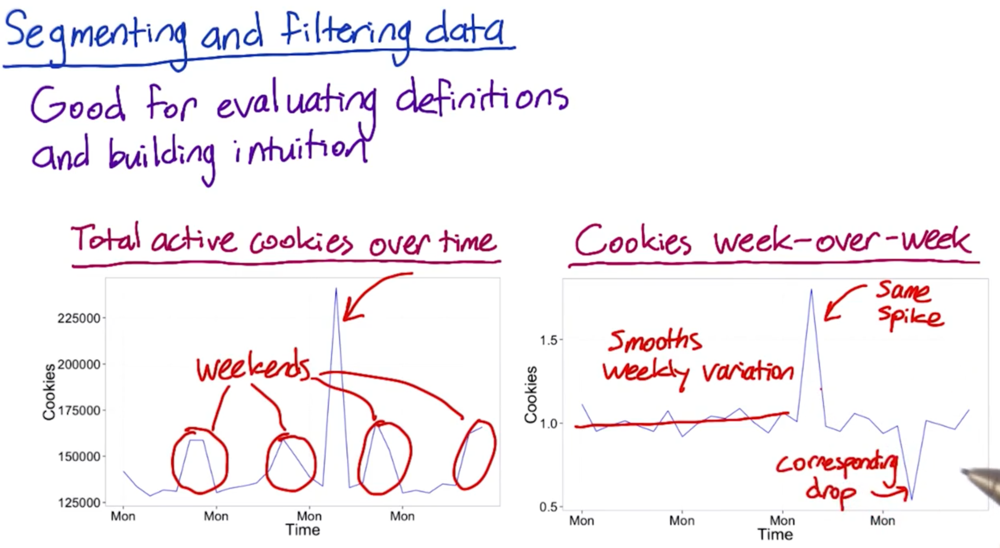 Segmenting and filtering data
Good for evaluating definitions
and building intuition
Total active cookies over time
225000
200000
175000
150000
125000
Cookies
weekends
Mon
Mon
Mon
Mon
Time
Cookies week-over-week
1.5
1.0
0.5
Cookies
Smooths
weekly variation
Same
spike
corresponding
drop
Mon
Mon
Mon
Mon
Time